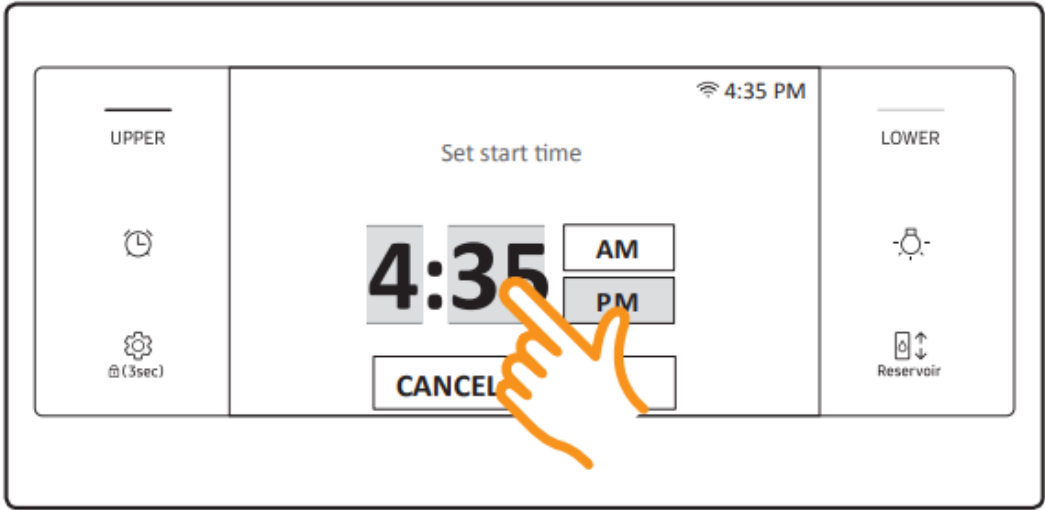 4:35 PM
UPPER
LOWER
Set start time
4:35
AM
PM
(3sec)
Reservoir
CANCEL